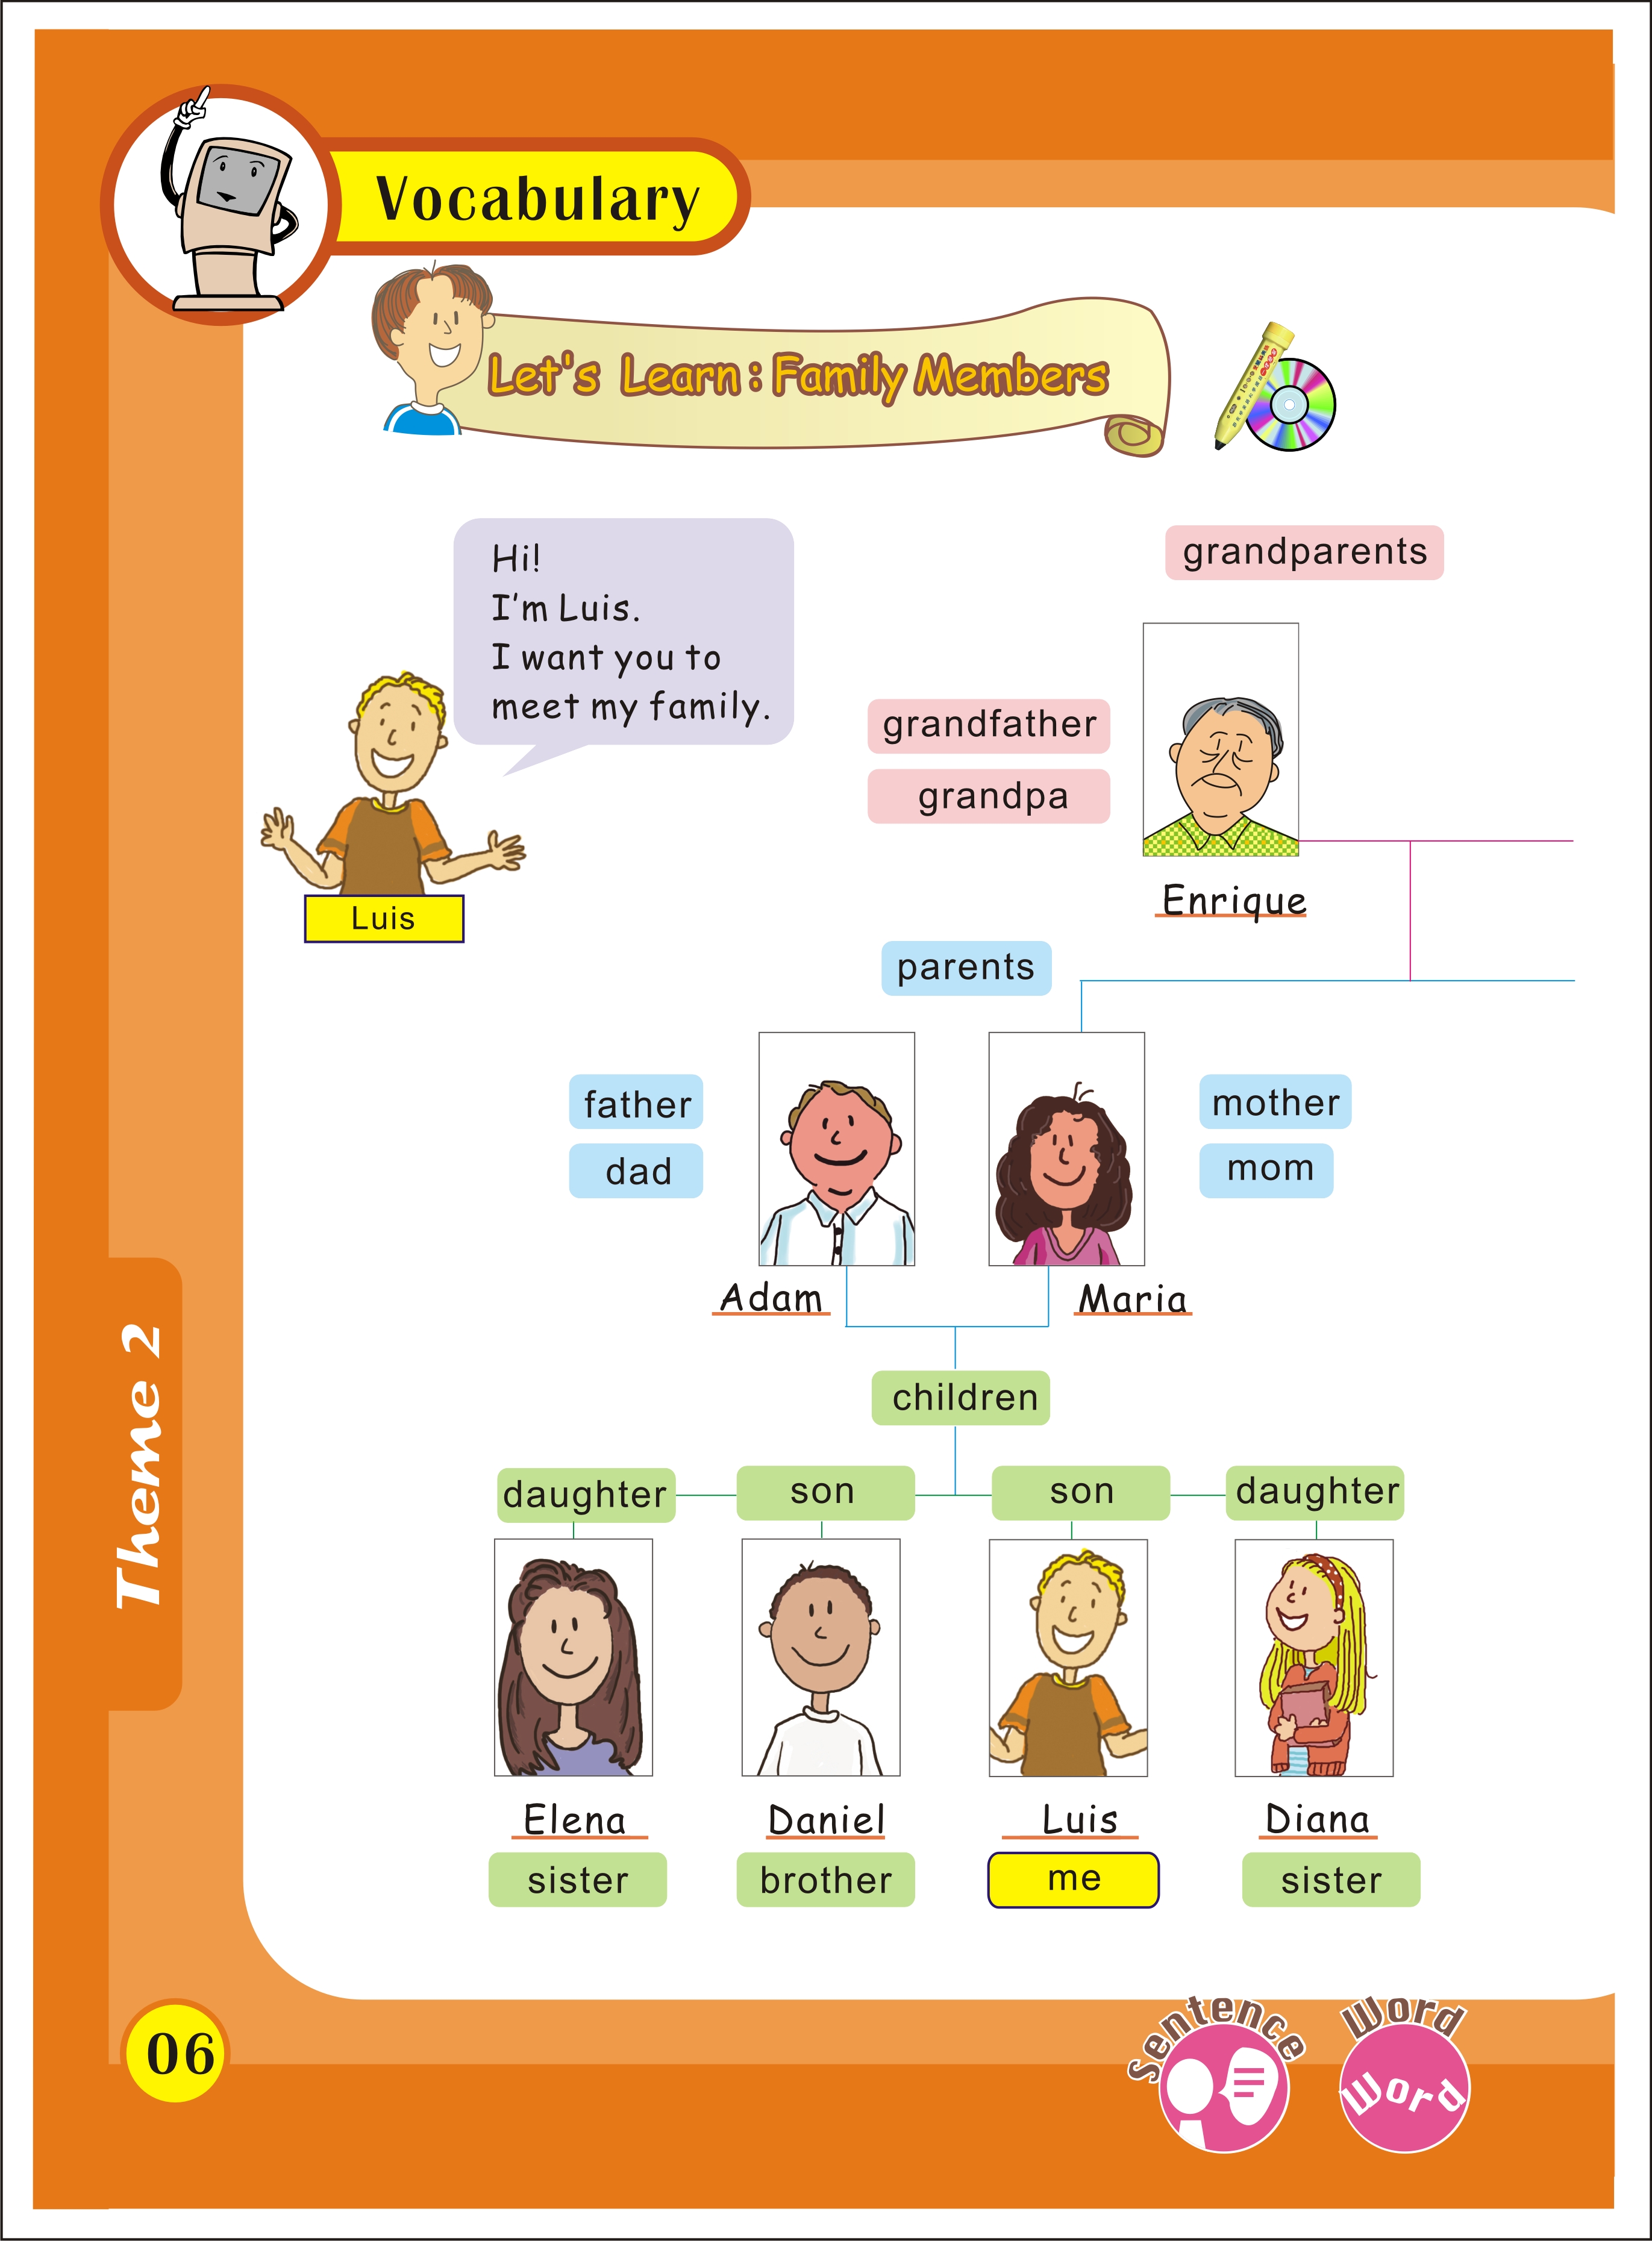 Vocabulary
Let's Learn : Family Members
Hi!
I'm Luis.
I want you to
meet my family.
Luis
grandparents
grandfather
grandpa
Enrique
parents
father
dad
mother
mom
Adam
Maria
children
daughter
son
son
daughter
Elena
Daniel
Luis
Diana
sister
brother
me
sister
Theme 2
06
Sentence
Word
Word